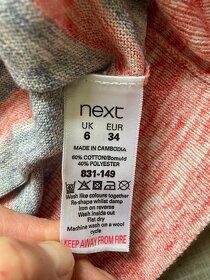 next
UK EUR
6 34
MADE IN CAMBODIA
60% COTTON/Bomuld
40% POLYESTER
831-149
Wash like colours together
Re-shape whilst damp
Iron on reverse
Wash inside out
Flat dry
Machine wash on a wool
cycle
KEEP AWAY FROM FIRE